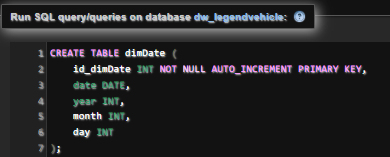 Run SQL query/queries on database dw_legendvehicle:
1 CREATE TABLE dimDate (
2 id_dimDate INT NOT NULL AUTO_INCREMENT PRIMARY KEY,
3 date DATE,
4 year INT,
5 month INT,
6 day INT
7 );